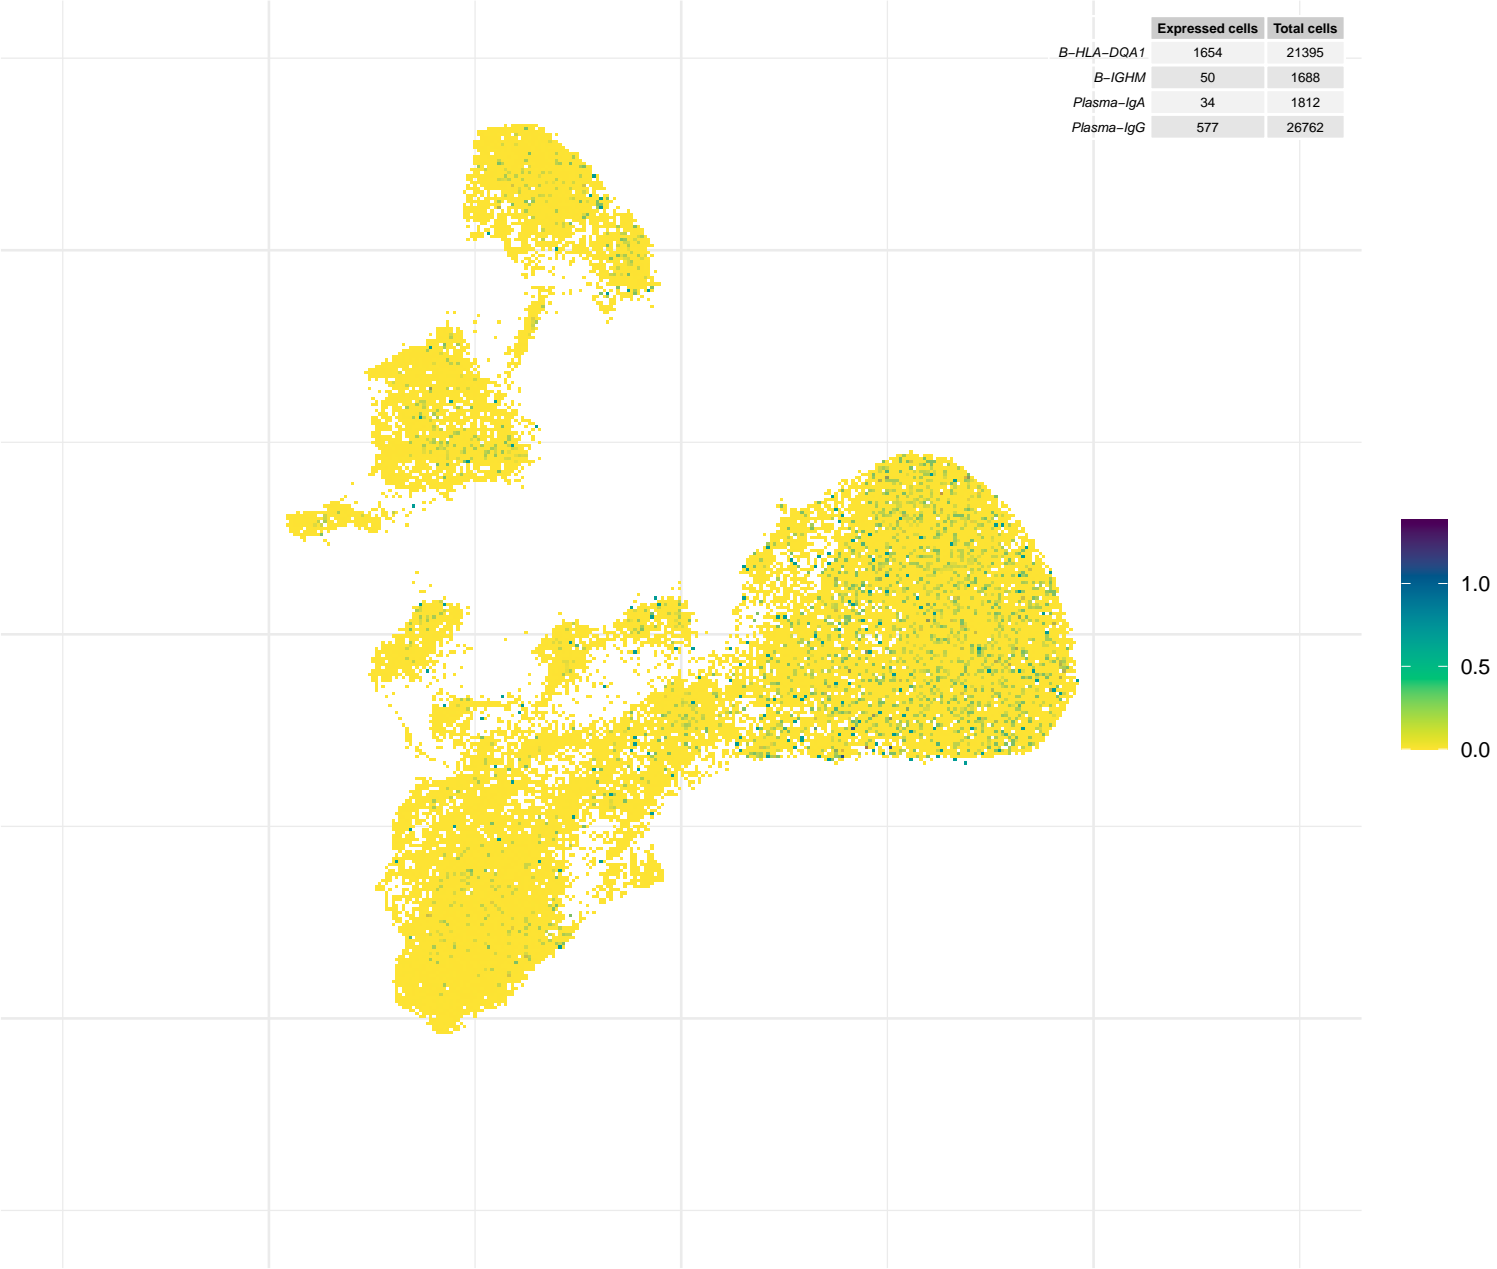 Expressed cells Total cells
B−HLA−DQA1 1654 21395
B−IGHM 50 1688
Plasma−IgA 34 1812
Plasma−IgG 577 26762
1.0
0.5
0.0